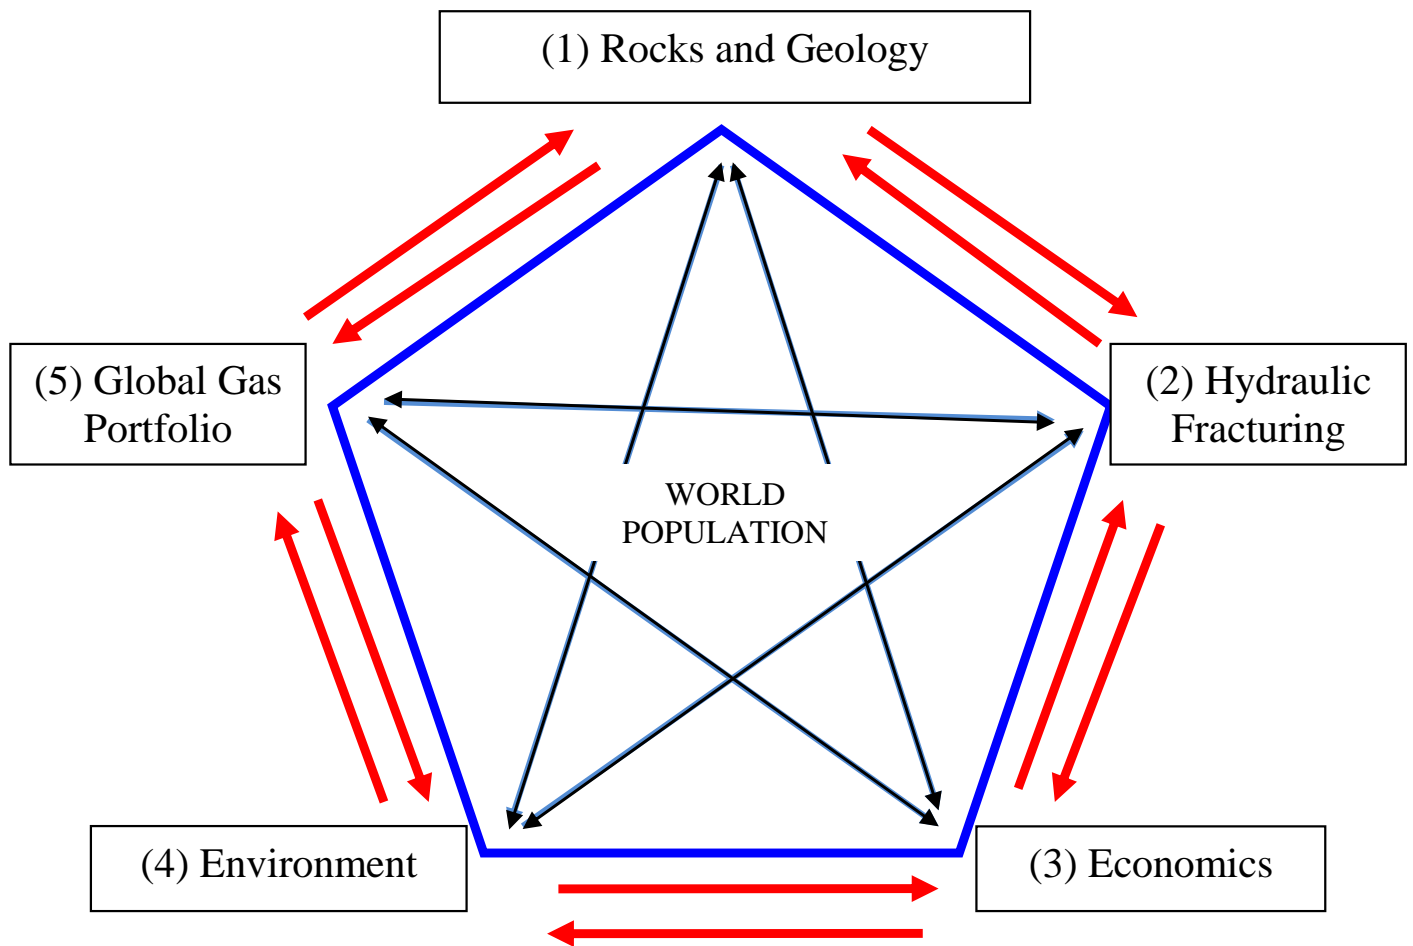 (1) Rocks and Geology
(5) Global Gas
Portfolio
(2) Hydraulic
Fracturing
WORLD
POPULATION
(4) Environment
(3) Economics